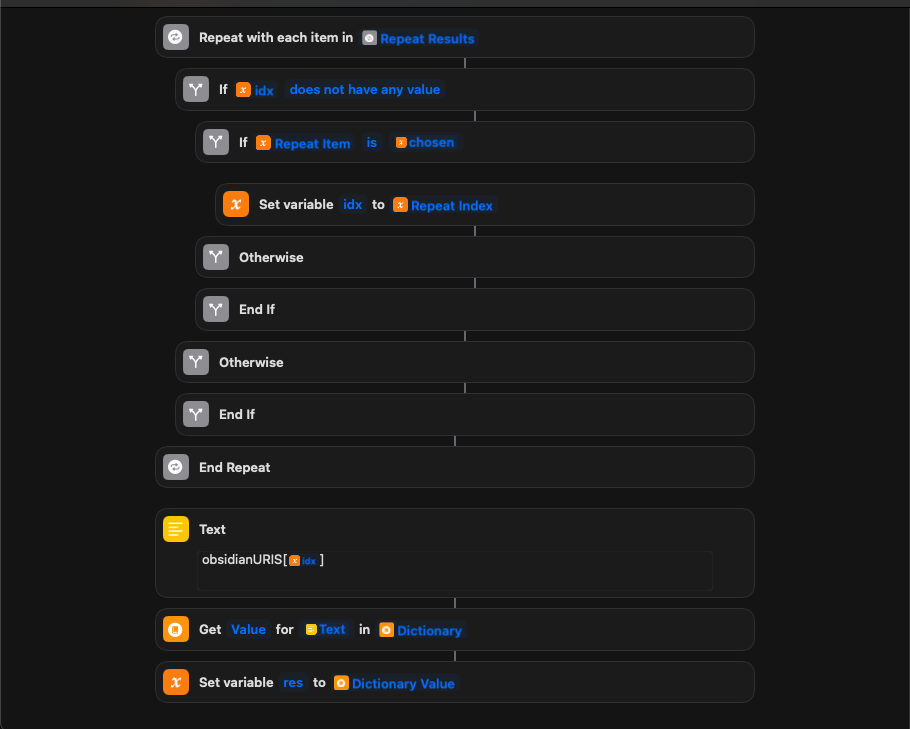 Repeat with each item in Repeat Results
If idx does not have any value
If Repeat Item is chosen
Set variable idx to Repeat Index
Otherwise
End If
Otherwise
End If
End Repeat
Text
obsidianURIS[ idx ]
Get Value for Text in Dictionary
Set variable res to Dictionary Value